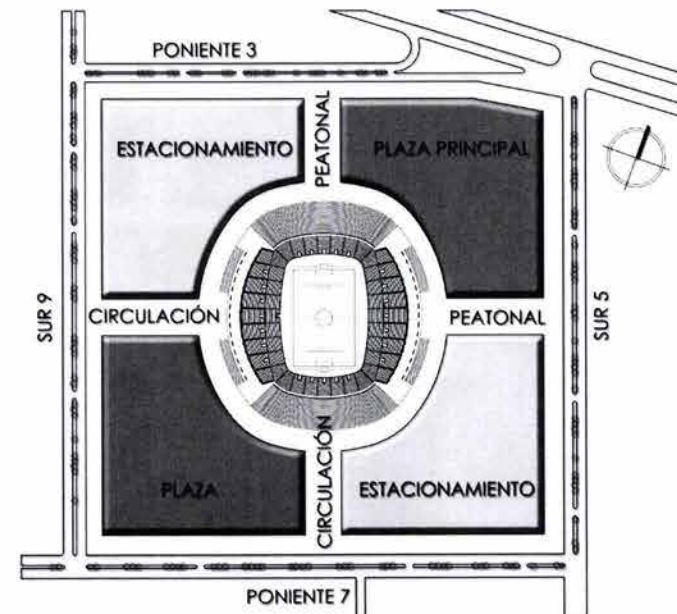 PONIENTE 3
ESTACIONAMIENTO
PEATONAL
PLAZA PRINCIPAL
SUR 9
CIRCULACIÓN
PEATONAL
SUR 5
PLAZA
CIRCULACIÓN
ESTACIONAMIENTO
PONIENTE 7